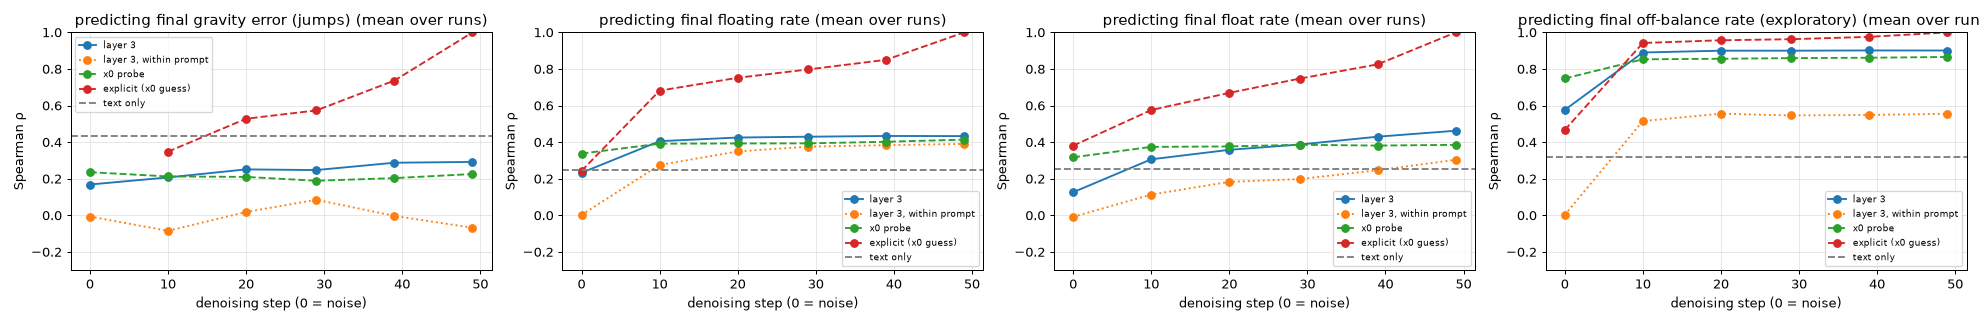 predicting final gravity error (jumps) (mean over runs)
Spearman ρ
1.0
0.8
0.6
0.4
0.2
0.0
−0.2
layer 3
layer 3, within prompt
x0 probe
explicit (x0 guess)
text only
0 10 20 30 40 50
denoising step (0 = noise)
predicting final floating rate (mean over runs)
Spearman ρ
1.0
0.8
0.6
0.4
0.2
0.0
−0.2
layer 3
layer 3, within prompt
x0 probe
explicit (x0 guess)
text only
0 10 20 30 40 50
denoising step (0 = noise)
predicting final float rate (mean over runs)
Spearman ρ
1.0
0.8
0.6
0.4
0.2
0.0
−0.2
layer 3
layer 3, within prompt
x0 probe
explicit (x0 guess)
text only
0 10 20 30 40 50
denoising step (0 = noise)
predicting final off-balance rate (exploratory) (mean over run
Spearman ρ
1.0
0.8
0.6
0.4
0.2
0.0
−0.2
layer 3
layer 3, within prompt
x0 probe
explicit (x0 guess)
text only
0 10 20 30 40 50
denoising step (0 = noise)